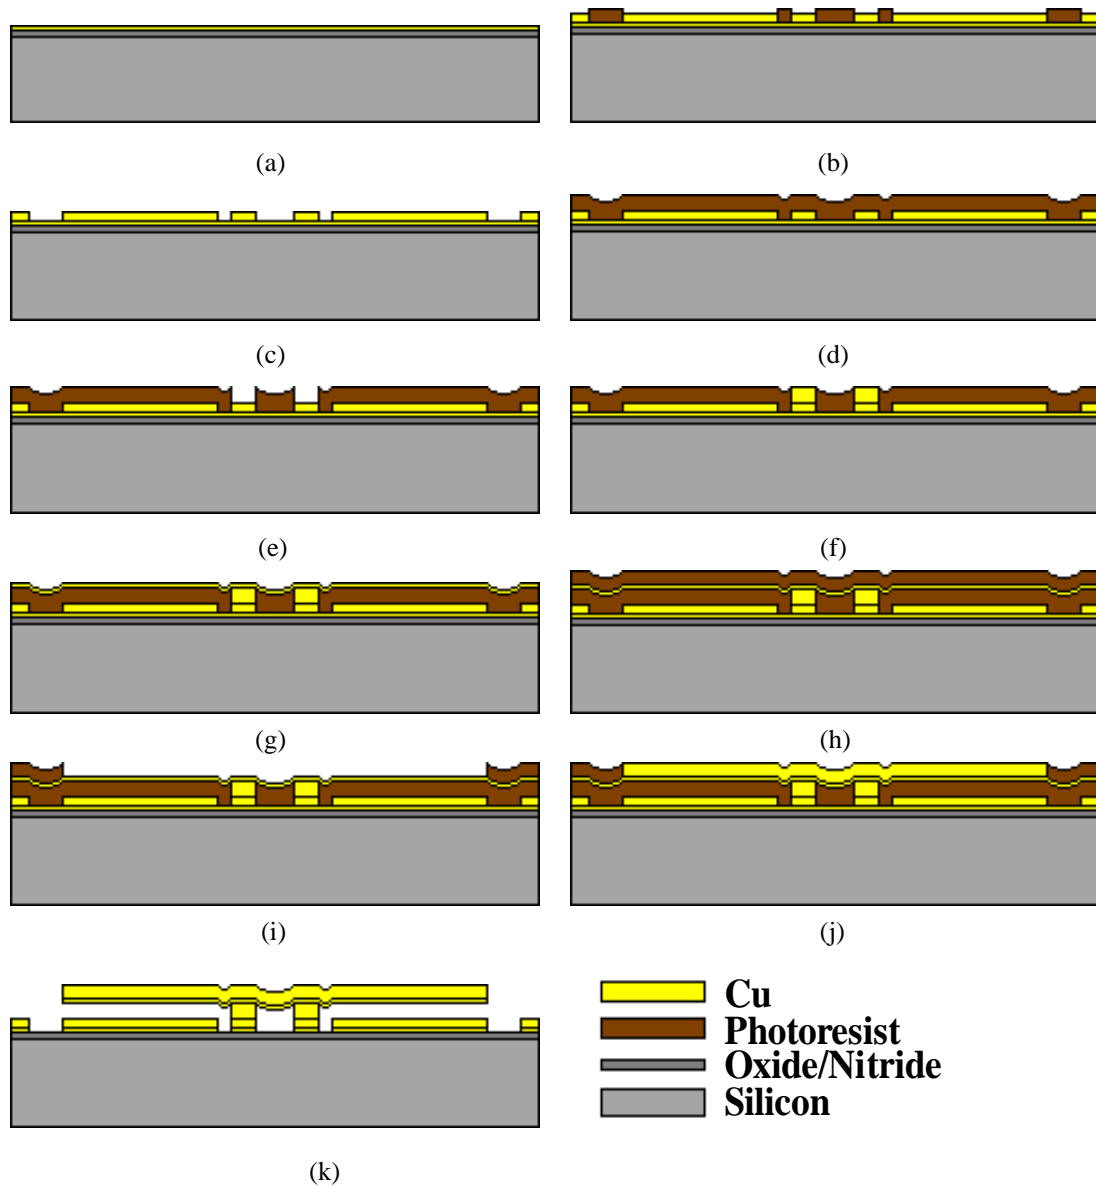 (a)
(b)
(c)
(d)
(e)
(f)
(g)
(h)
(i)
(j)
Cu
Photoresist
Oxide/Nitride
Silicon
(k)